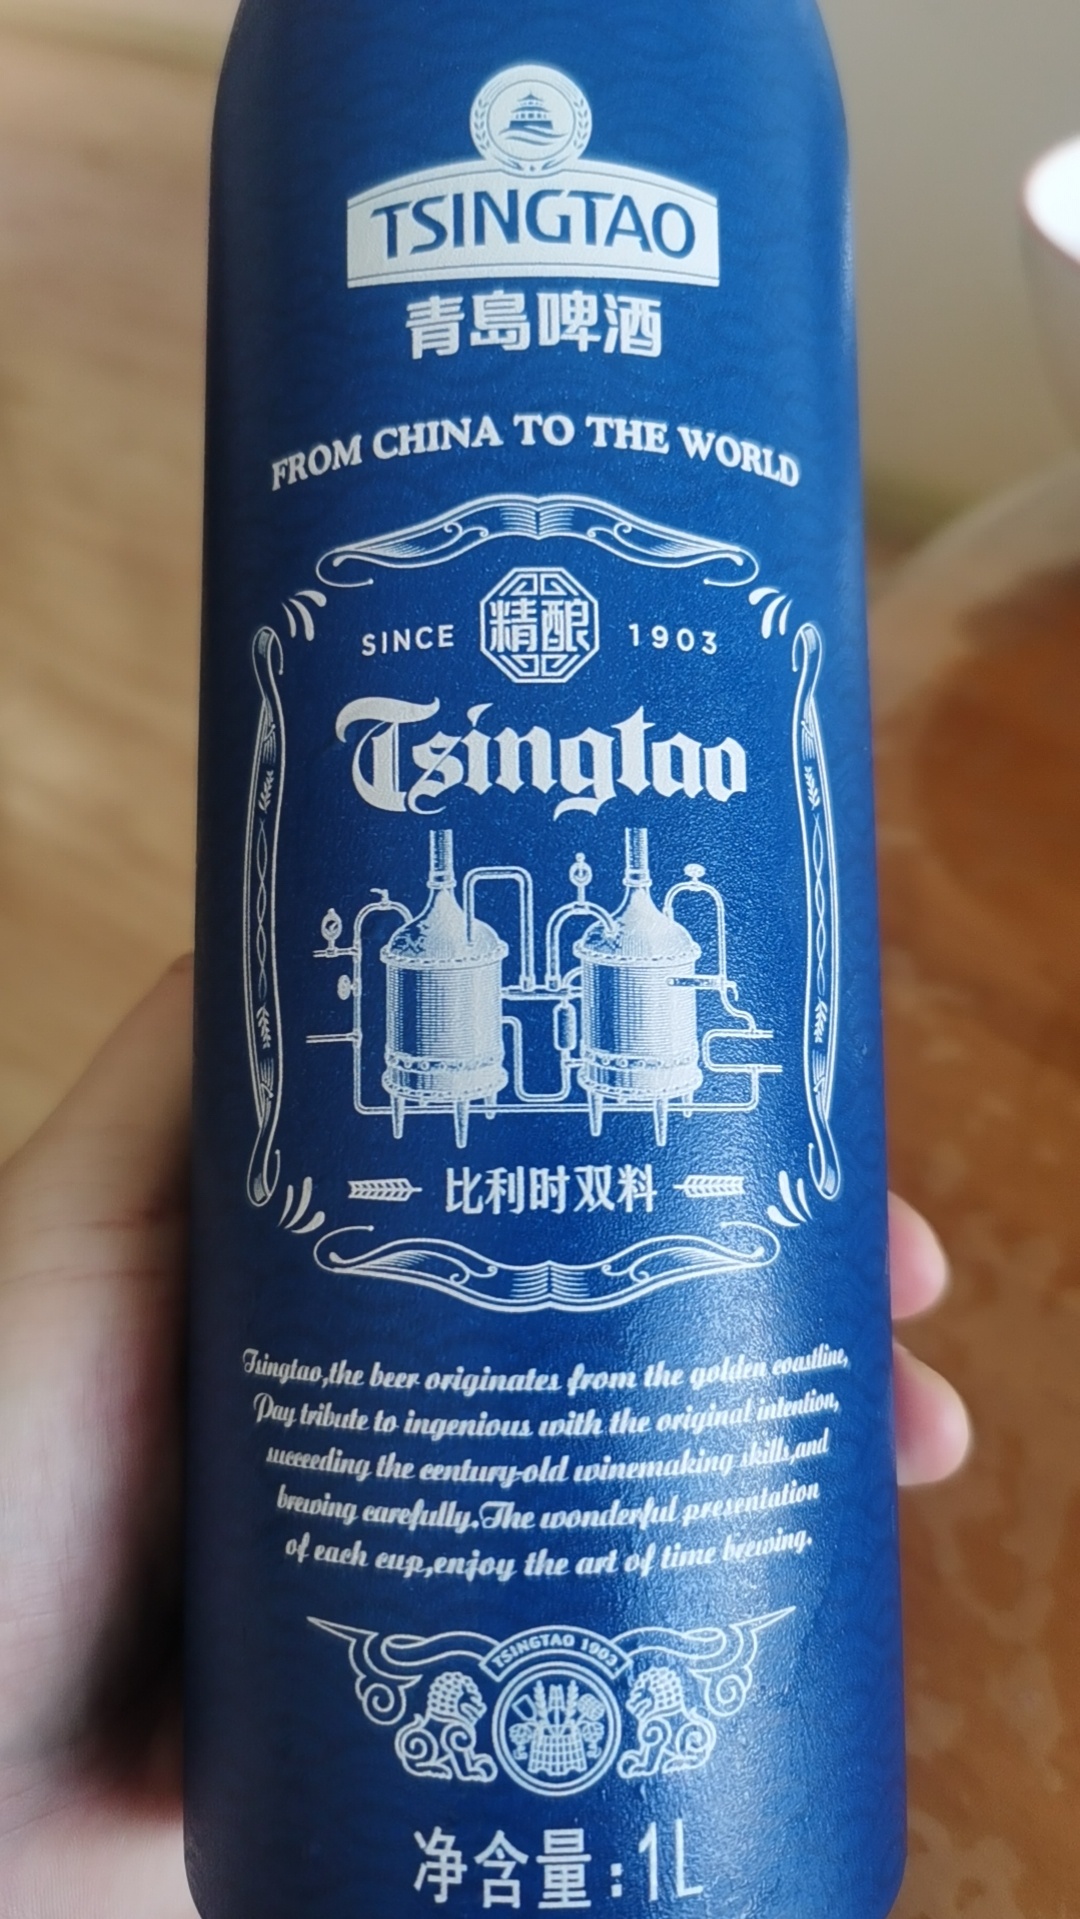 TSINGTAO
青島啤酒
FROM CHINA TO THE WORLD
SINCE 精酿 1903
Tsingtao
比利时双料
Tsingtao,the beer originates from the golden coastline,
Pay tribute to ingenious with the original intention,
succeeding the century-old winemaking skills,and
brewing carefully.The wonderful presentation
of each cup,enjoy the art of time brewing.
TSINGTAO 1903
净含量:1L